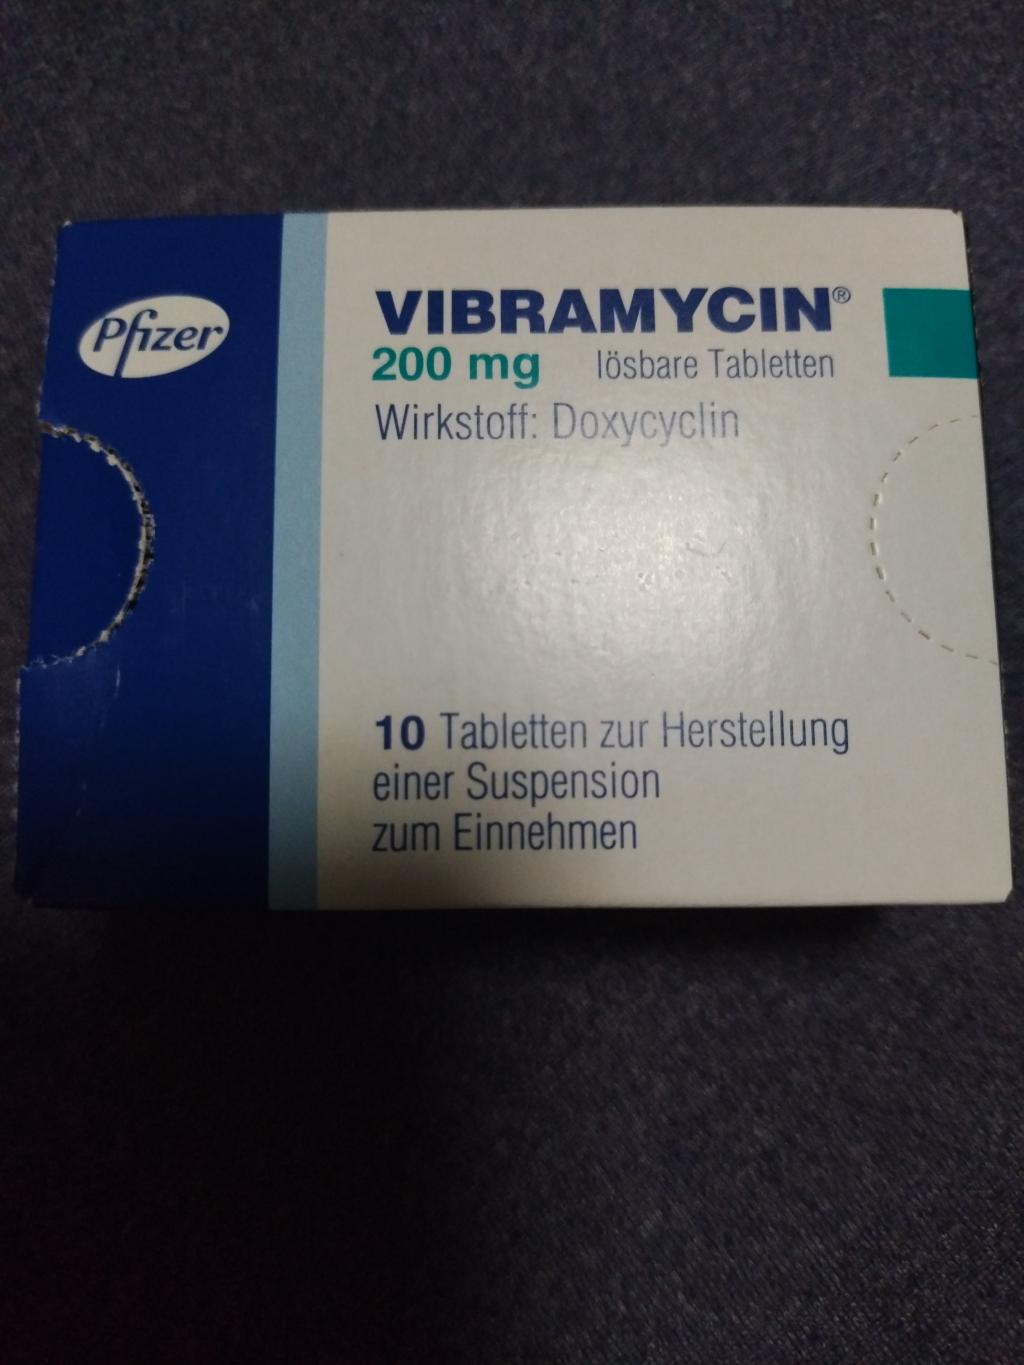 Pfizer
VIBRAMYCIN®
200 mg lösbare Tabletten
Wirkstoff: Doxycyclin
10 Tabletten zur Herstellung
einer Suspension
zum Einnehmen